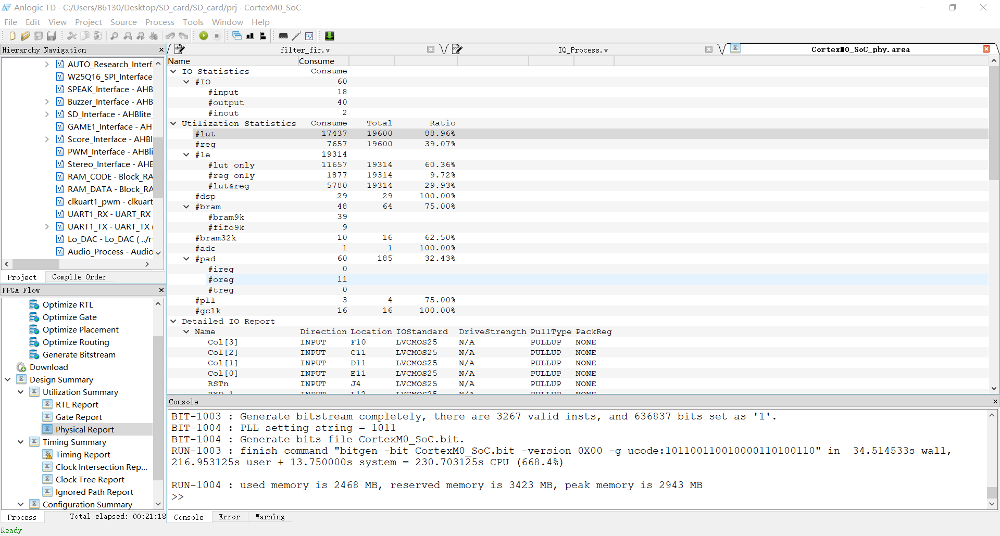 Anlogic TD - C:/Users/86130/Desktop/SD_card/SD_card/prj - CortexM0_SoC
File Edit View Project Source Process Tools Window Help
Hierarchy Navigation
AUTO_Research_Interf
W25Q16_SPI_Interface
SPEAK_Interface - AHB
Buzzer_Interface - AHB
SD_Interface - AHBlite_
GAME1_Interface - AH
Score_Interface - AHBl
PWM_Interface - AHBli
Stereo_Interface - AHB
RAM_CODE - Block_RA
RAM_DATA - Block_RA
clkuart1_pwm - clkuart
UART1_RX - UART_RX
UART1_TX - UART_TX (
Lo_DAC - Lo_DAC ( ../r
Audio_Process - Audio
Project Compile Order
FPGA Flow
Optimize RTL
Optimize Gate
Optimize Placement
Optimize Routing
Generate Bitstream
Download
Design Summary
Utilization Summary
RTL Report
Gate Report
Physical Report
Timing Summary
Timing Report
Clock Intersection Rep...
Clock Tree Report
Ignored Path Report
Configuration Summary
Process Total elapsed: 00:21:18
Ready
filter_fir.v IQ_Process.v CortexM0_SoC_phy.area
Name Consume
IO Statistics Consume
#IO 60
#input 18
#output 40
#inout 2
Utilization Statistics Consume Total Ratio
#lut 17437 19600 88.96%
#reg 7657 19600 39.07%
#le 19314
#lut only 11657 19314 60.36%
#reg only 1877 19314 9.72%
#lut&reg 5780 19314 29.93%
#dsp 29 29 100.00%
#bram 48 64 75.00%
#bram9k 39
#fifo9k 9
#bram32k 10 16 62.50%
#adc 1 1 100.00%
#pad 60 185 32.43%
#ireg 0
#oreg 11
#treg 0
#pll 3 4 75.00%
#gclk 16 16 100.00%
Detailed IO Report
Name Direction Location IOStandard DriveStrength PullType PackReg
Col[3] INPUT F10 LVCMOS25 N/A PULLUP NONE
Col[2] INPUT C11 LVCMOS25 N/A PULLUP NONE
Col[1] INPUT D11 LVCMOS25 N/A PULLUP NONE
Col[0] INPUT E11 LVCMOS25 N/A PULLUP NONE
RSTn INPUT J4 LVCMOS25 N/A PULLUP NONE
RXD_1 INPUT L12 LVCMOS25 N/A PULLUP NONE
Console
BIT-1003 : Generate bitstream completely, there are 3267 valid insts, and 636837 bits set as '1'.
BIT-1004 : PLL setting string = 1011
BIT-1004 : Generate bits file CortexM0_SoC.bit.
RUN-1003 : finish command "bitgen -bit CortexM0_SoC.bit -version 0X00 -g ucode:101100110010000110100110" in 34.514533s wall,
216.953125s user + 13.750000s system = 230.703125s CPU (668.4%)
RUN-1004 : used memory is 2468 MB, reserved memory is 3423 MB, peak memory is 2943 MB
>>
Console Error Warning